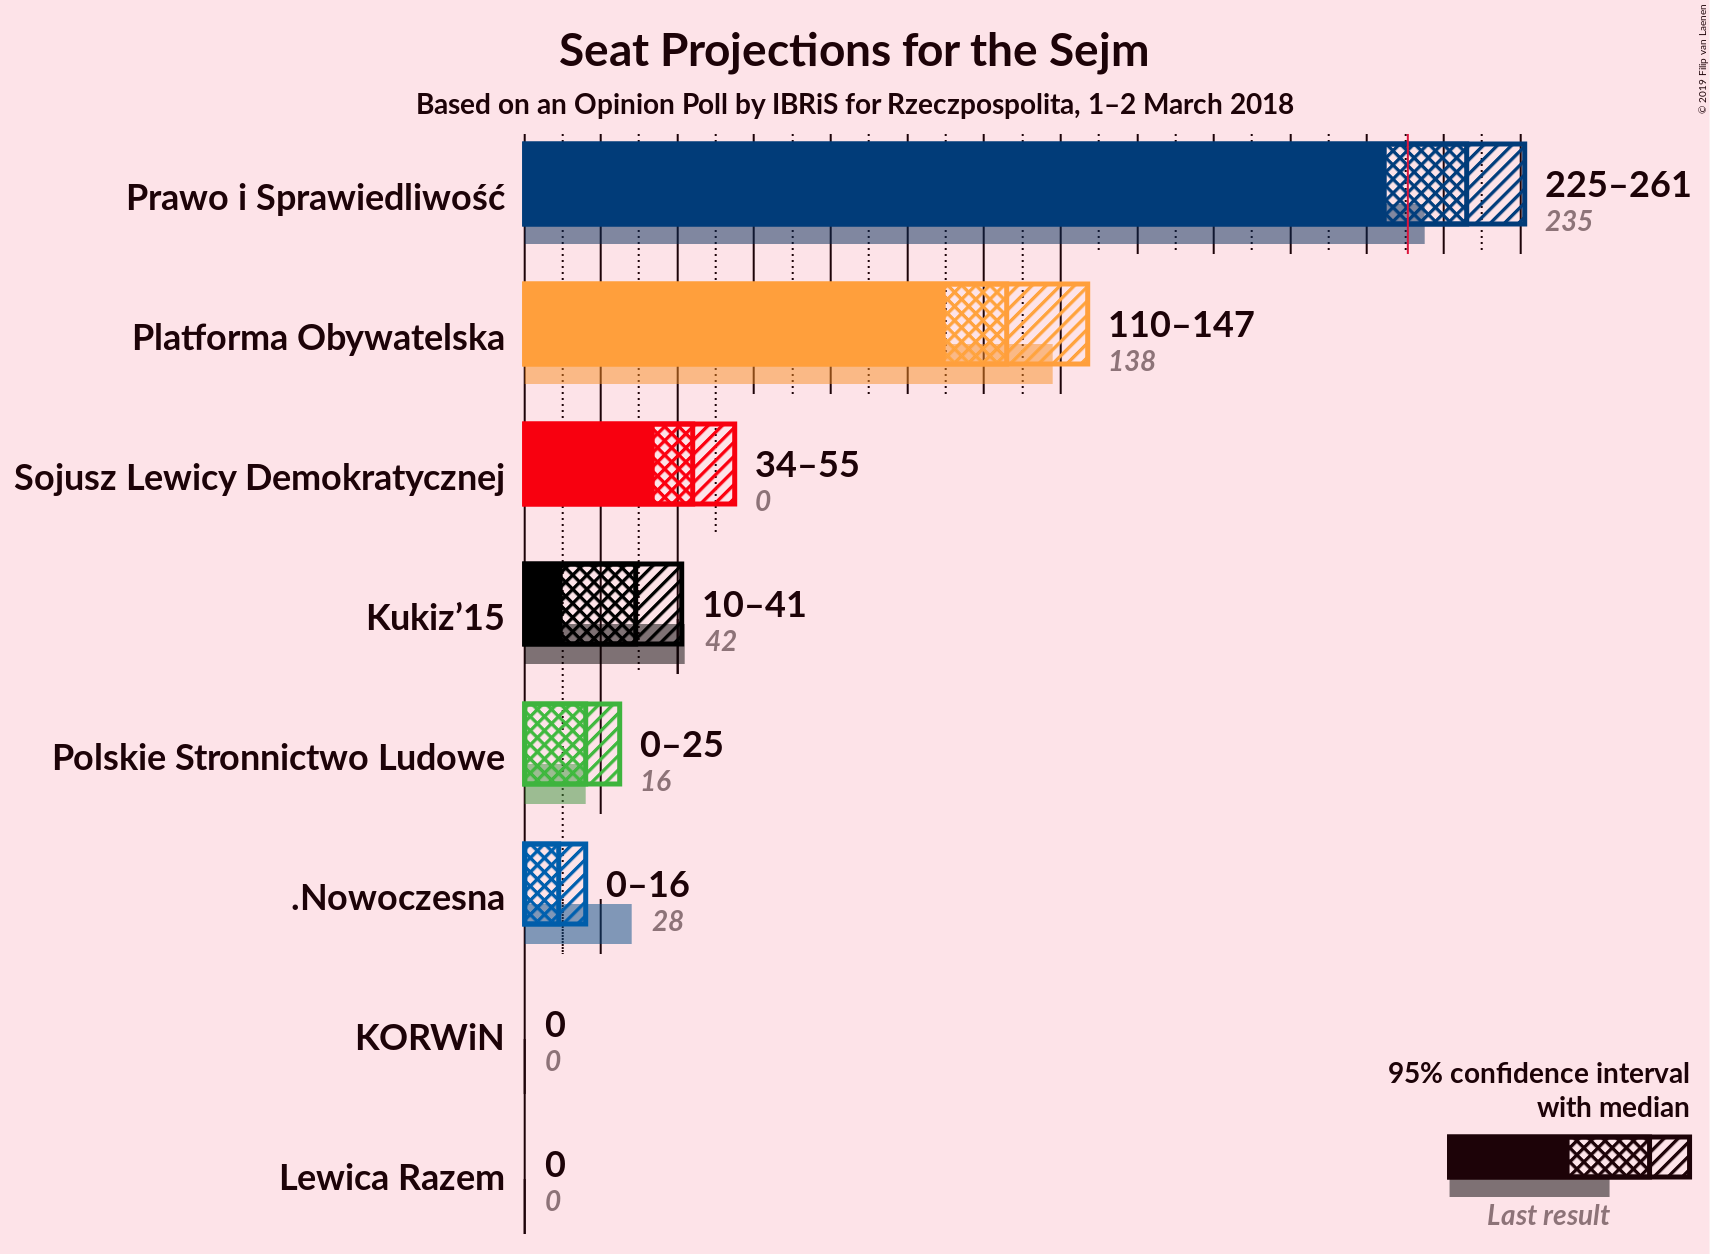 Seat Projections for the Sejm
Based on an Opinion Poll by IBRiS for Rzeczpospolita, 1–2 March 2018
© 2019 Filip van Laenen
Prawo i Sprawiedliwość
225–261
235
Platforma Obywatelska
110–147
138
Sojusz Lewicy Demokratycznej
34–55
0
Kukiz’15
10–41
42
Polskie Stronnictwo Ludowe
0–25
16
.Nowoczesna
0–16
28
KORWiN
0
0
Lewica Razem
0
0
95% confidence interval
with median
Last result